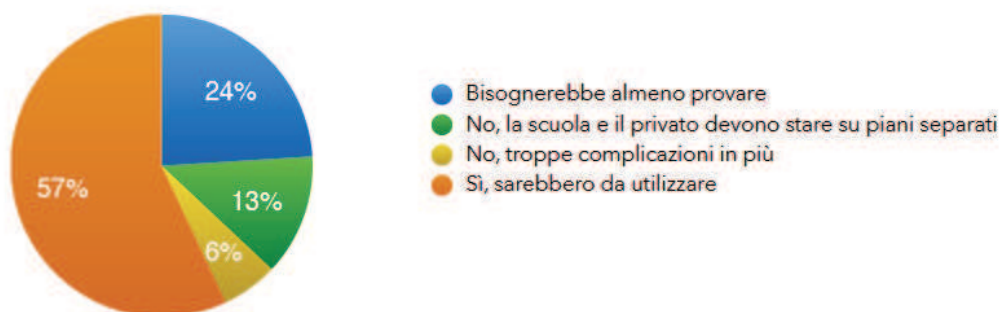 24%
13%
6%
57%
Bisognerebbe almeno provare
No, la scuola e il privato devono stare su piani separati
No, troppe complicazioni in più
Sì, sarebbero da utilizzare